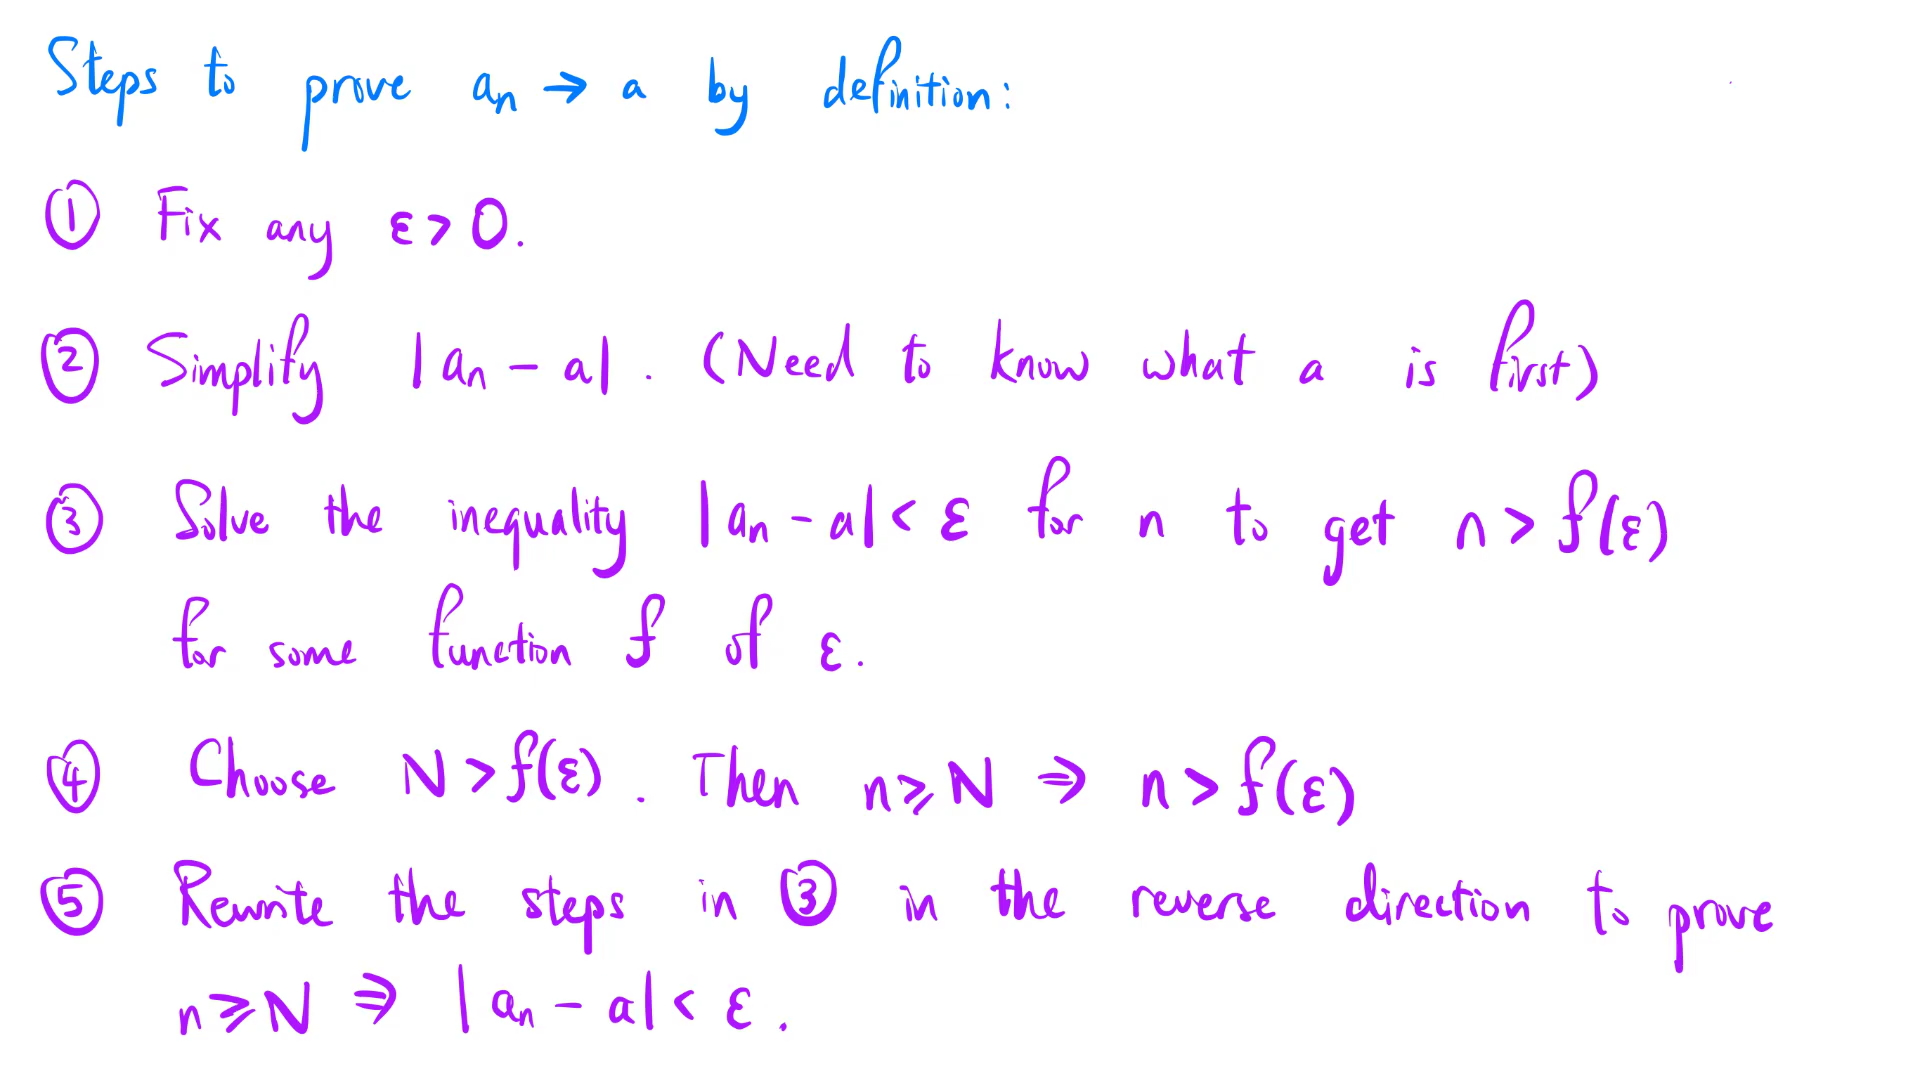 Steps to prove aₙ → a by definition:
① Fix any ε > 0.
② Simplify |aₙ - a|. (Need to know what a is first)
③ Solve the inequality |aₙ - a| < ε for n to get n > f(ε)
for some function f of ε.
④ Choose N > f(ε). Then n ≥ N ⇒ n > f(ε)
⑤ Rewrite the steps in ③ in the reverse direction to prove
n ≥ N ⇒ |aₙ - a| < ε.